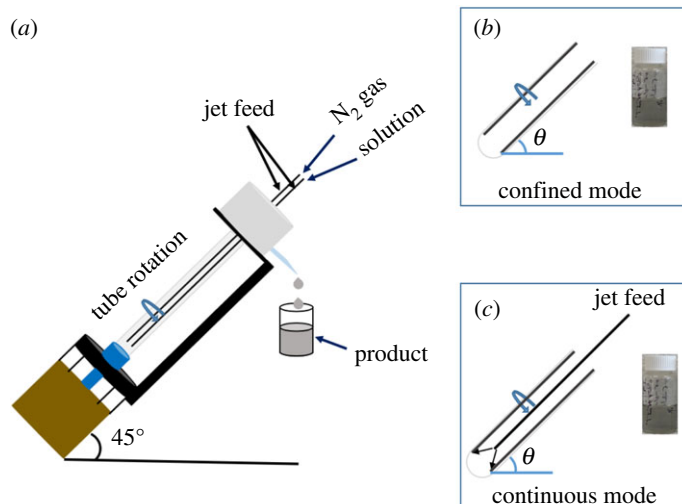 (a)
jet feed
N₂ gas
solution
tube rotation
product
45°
(b)
θ
confined mode
(c)
jet feed
θ
continuous mode